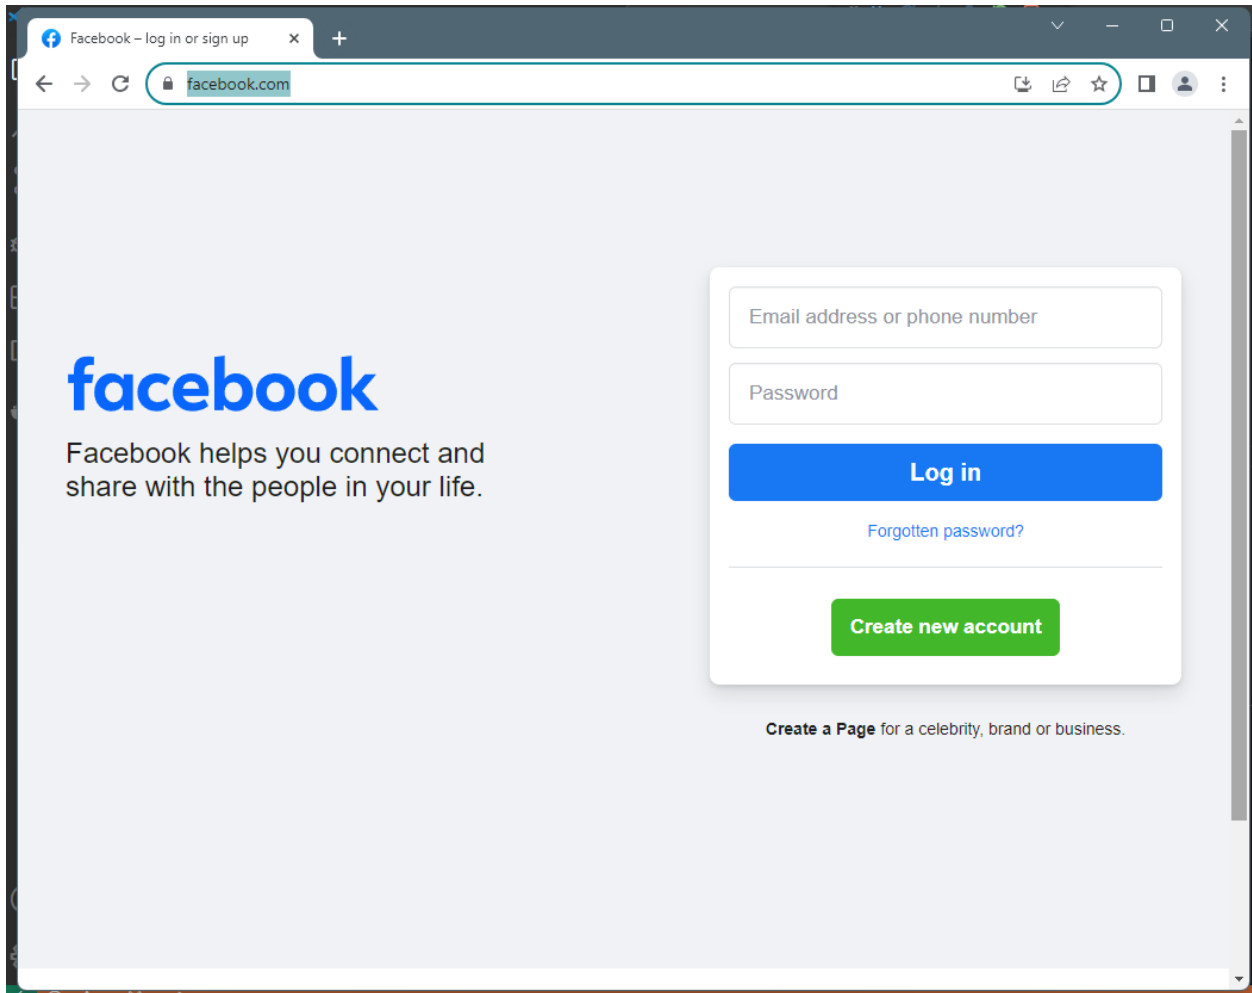 Facebook – log in or sign up
facebook.com
facebook
Facebook helps you connect and
share with the people in your life.
Email address or phone number
Password
Log in
Forgotten password?
Create new account
Create a Page for a celebrity, brand or business.